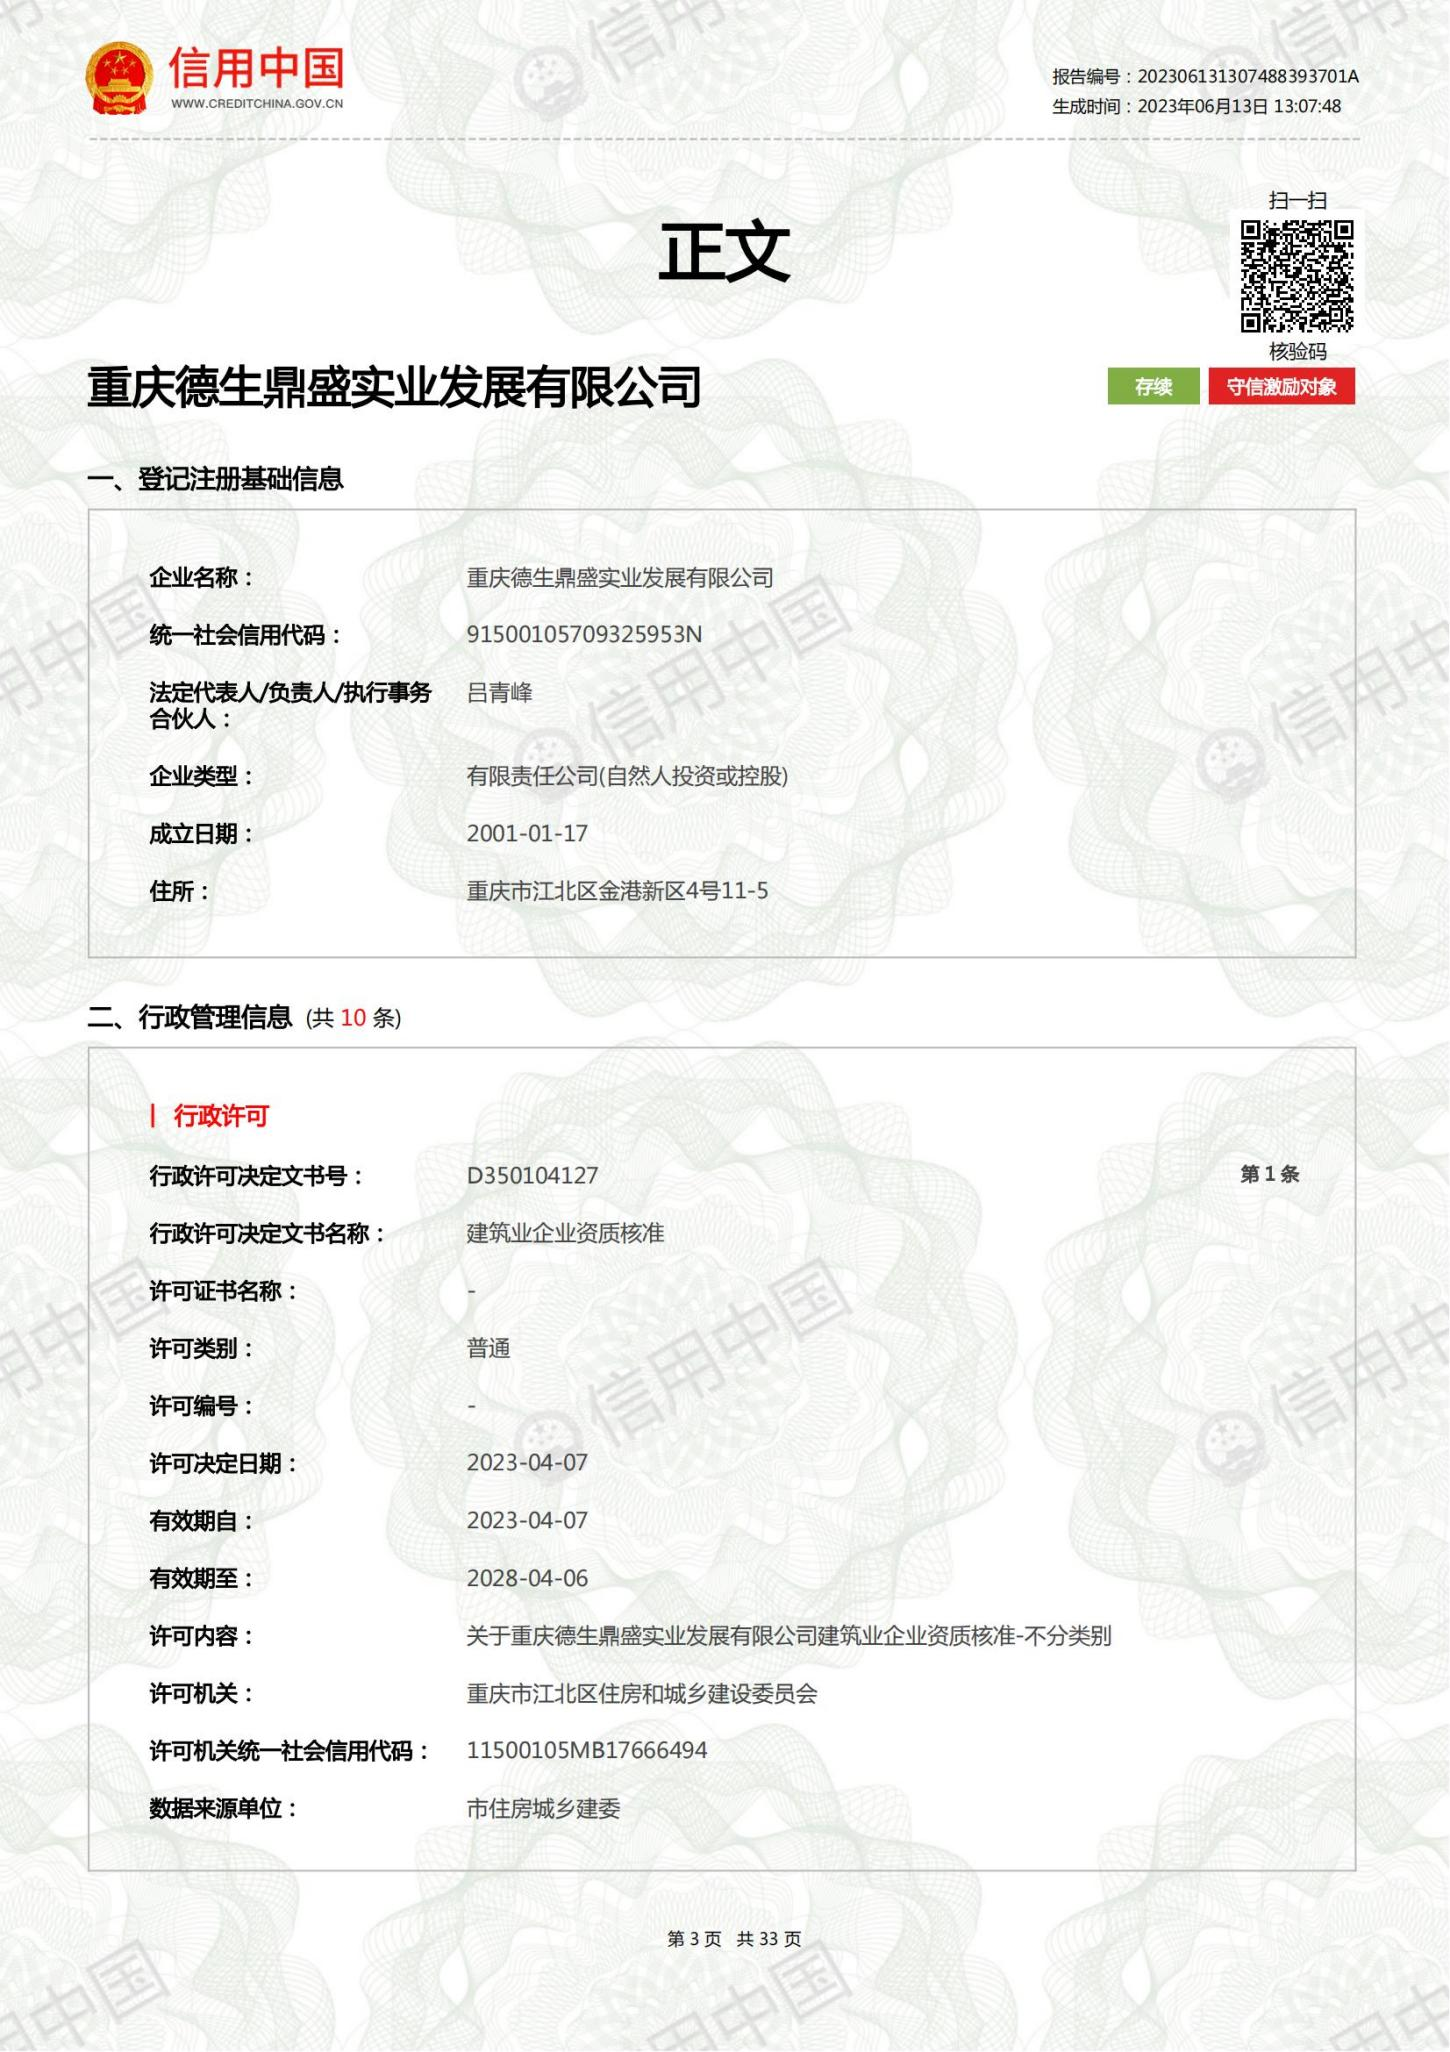 信用中国
WWW.CREDITCHINA.GOV.CN
报告编号：202306131307488393701A
生成时间：2023年06月13日 13:07:48
扫一扫
正文
核验码
重庆德生鼎盛实业发展有限公司
存续
守信激励对象
一、登记注册基础信息
企业名称：
重庆德生鼎盛实业发展有限公司
统一社会信用代码：
91500105709325953N
法定代表人/负责人/执行事务
合伙人：
吕青峰
企业类型：
有限责任公司(自然人投资或控股)
成立日期：
2001-01-17
住所：
重庆市江北区金港新区4号11-5
二、行政管理信息 (共 10 条)
行政许可
行政许可决定文书号：
D350104127
第 1 条
行政许可决定文书名称：
建筑业企业资质核准
许可证书名称：
-
许可类别：
普通
许可编号：
-
许可决定日期：
2023-04-07
有效期自：
2023-04-07
有效期至：
2028-04-06
许可内容：
关于重庆德生鼎盛实业发展有限公司建筑业企业资质核准-不分类别
许可机关：
重庆市江北区住房和城乡建设委员会
许可机关统一社会信用代码：
11500105MB17666494
数据来源单位：
市住房城乡建委
第 3 页 共 33 页